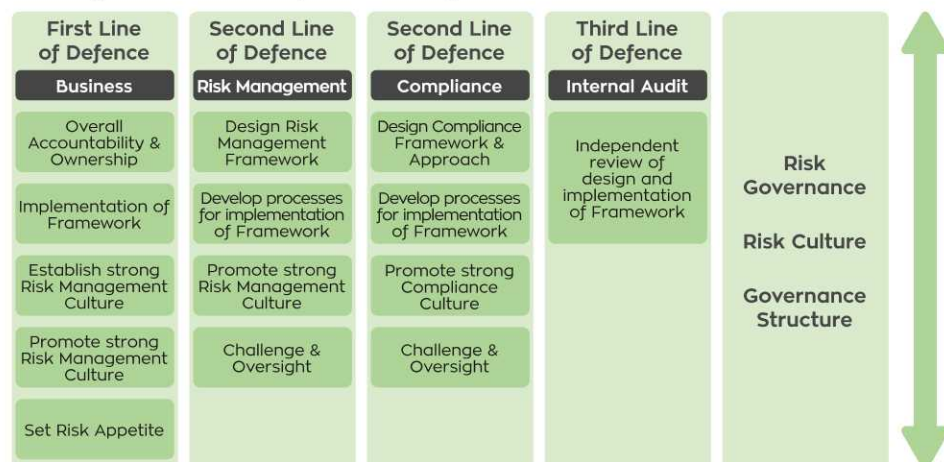 First Line
of Defence
Business
Overall
Accountability &
Ownership
Implementation of
Framework
Establish strong
Risk Management
Culture
Promote strong
Risk Management
Culture
Set Risk Appetite
Second Line
of Defence
Risk Management
Design Risk
Management
Framework
Develop processes
for implementation
of Framework
Promote strong
Risk Management
Culture
Challenge &
Oversight
Second Line
of Defence
Compliance
Design Compliance
Framework &
Approach
Develop processes
for implementation
of Framework
Promote strong
Compliance
Culture
Challenge &
Oversight
Third Line
of Defence
Internal Audit
Independent
review of
design and
implementation
of Framework
Risk
Governance
Risk Culture
Governance
Structure